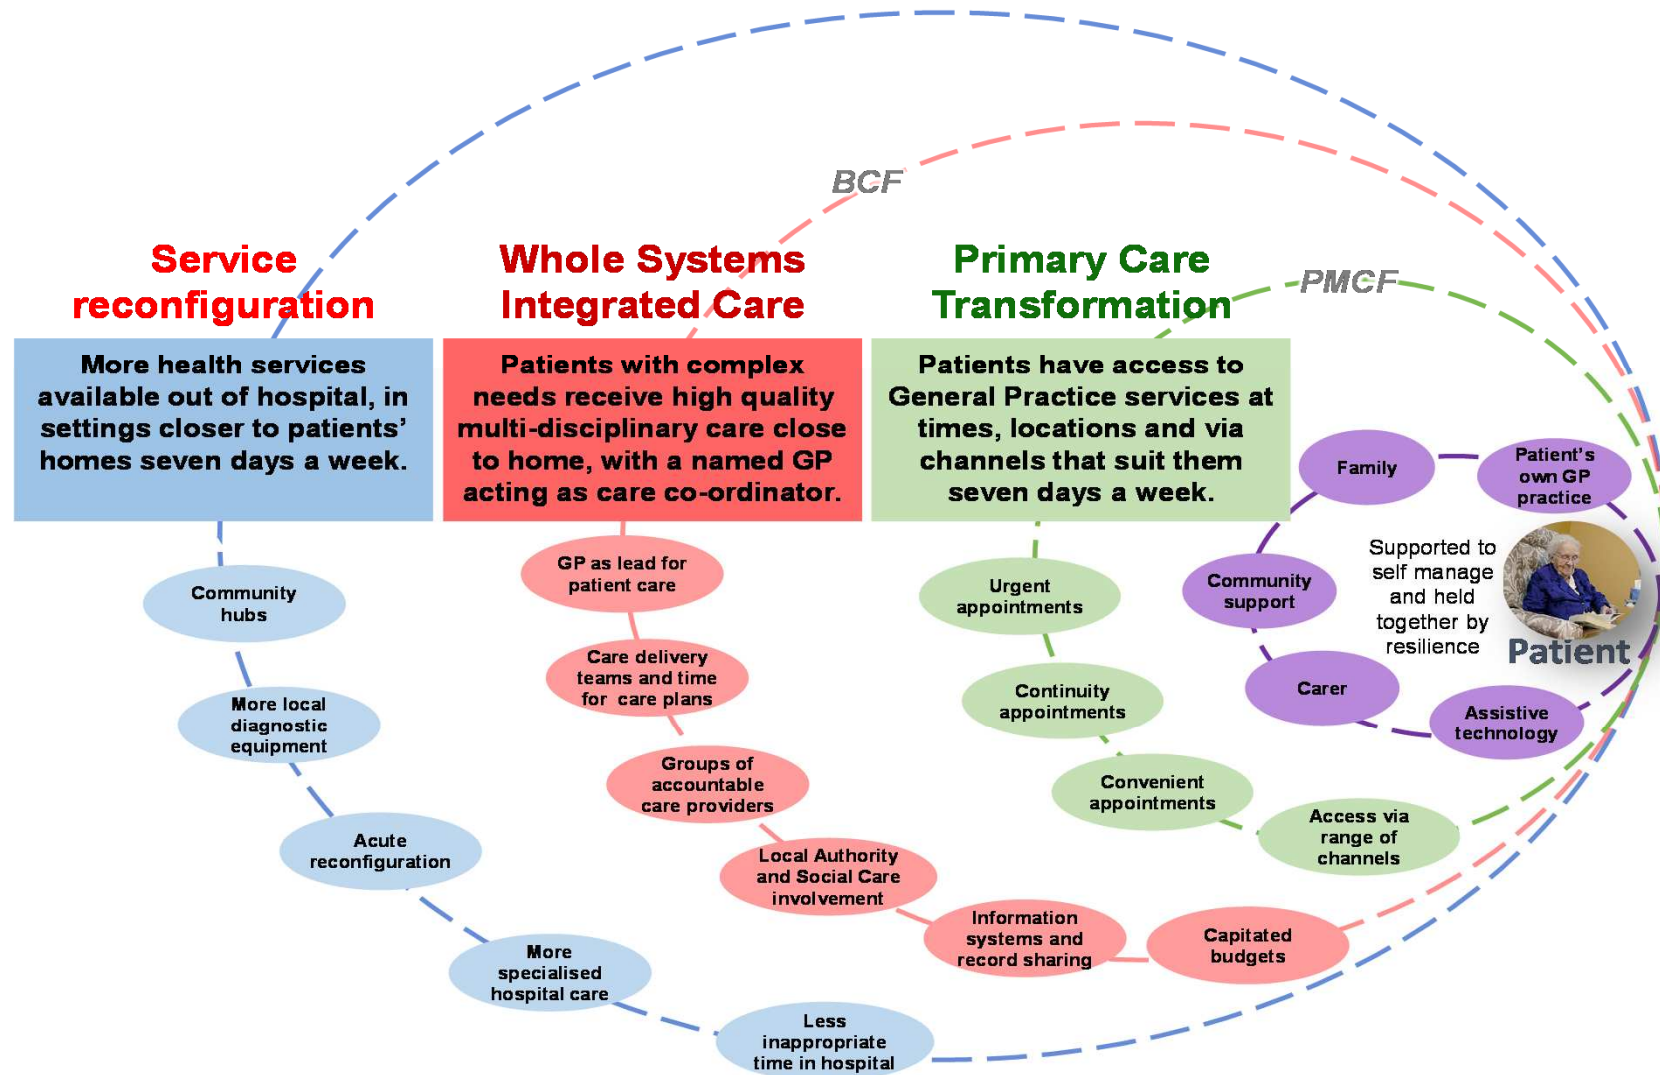 BCF
PMCF
Service
reconfiguration
More health services
available out of hospital, in
settings closer to patients’
homes seven days a week.
Community
hubs
More local
diagnostic
equipment
Acute
reconfiguration
More
specialised
hospital care
Less
inappropriate
time in hospital
Whole Systems
Integrated Care
Patients with complex
needs receive high quality
multi-disciplinary care close
to home, with a named GP
acting as care co-ordinator.
GP as lead for
patient care
Care delivery
teams and time
for care plans
Groups of
accountable
care providers
Local Authority
and Social Care
involvement
Information
systems and
record sharing
Capitated
budgets
Primary Care
Transformation
Patients have access to
General Practice services at
times, locations and via
channels that suit them
seven days a week.
Urgent
appointments
Continuity
appointments
Convenient
appointments
Access via
range of
channels
Family
Patient’s
own GP
practice
Community
support
Carer
Assistive
technology
Supported to
self manage
and held
together by
resilience
Patient